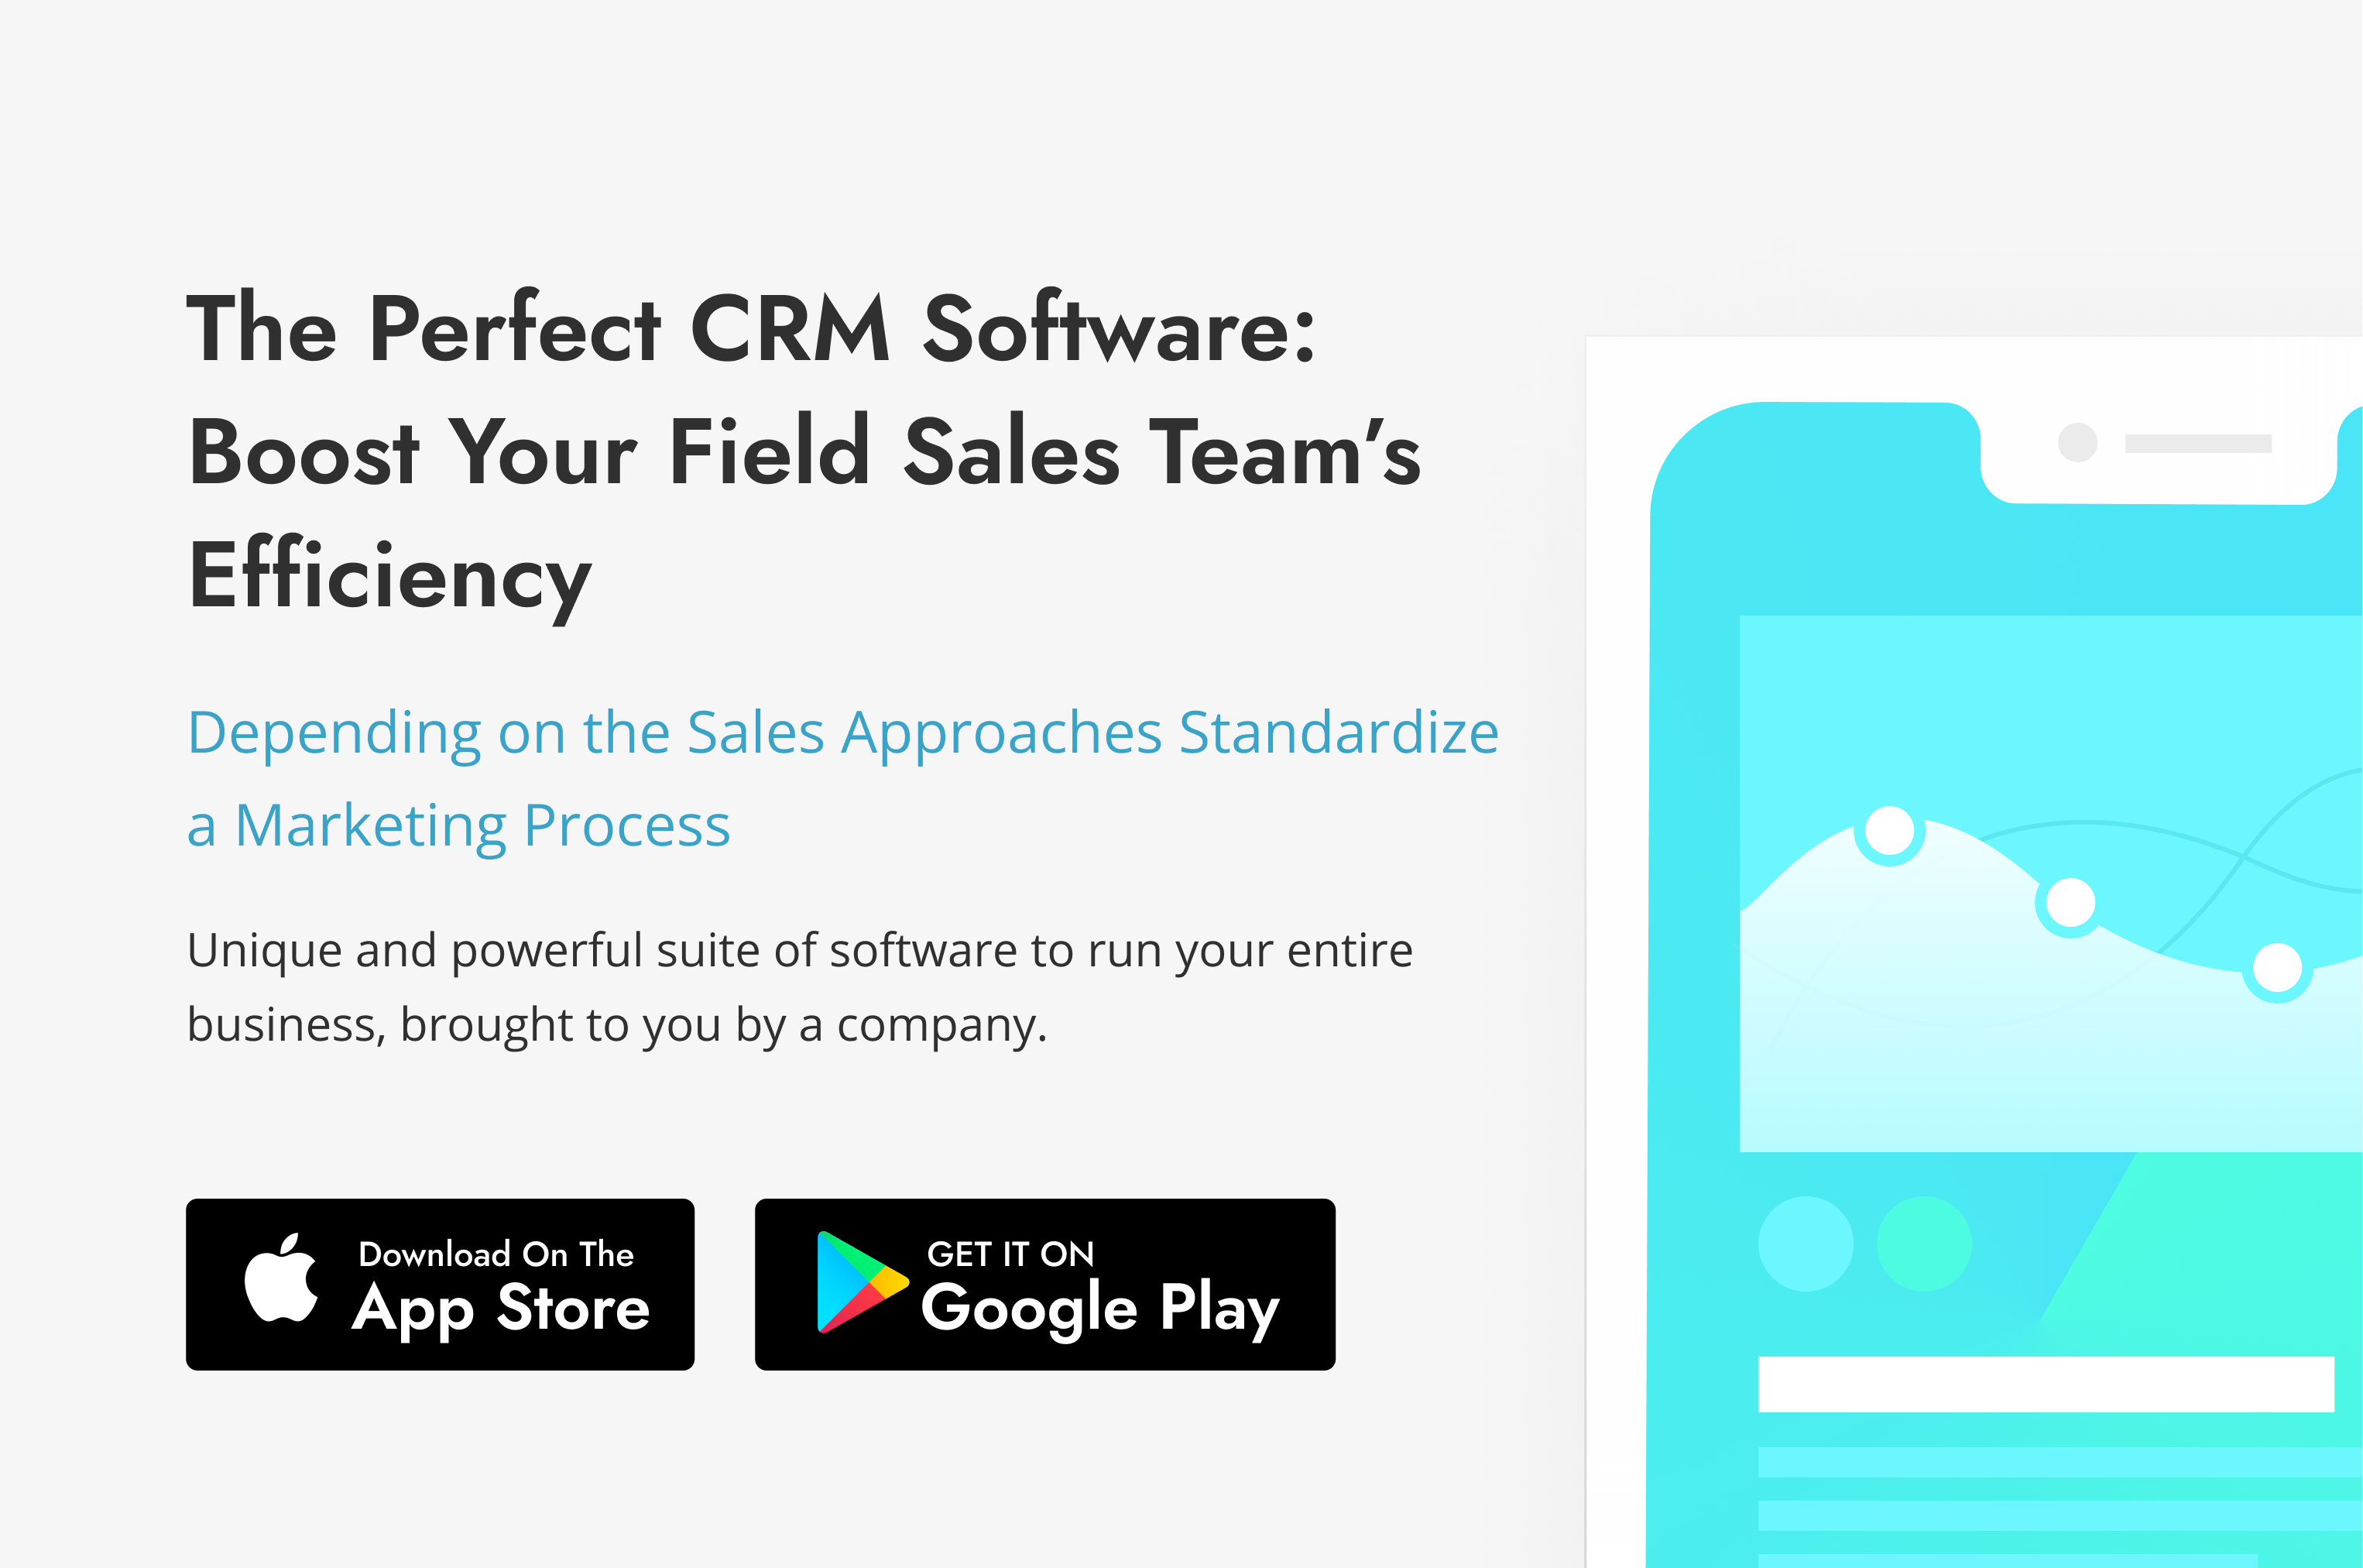 The Perfect CRM Software:
Boost Your Field Sales Team’s
Efficiency
Depending on the Sales Approaches Standardize
a Marketing Process
Unique and powerful suite of software to run your entire
business, brought to you by a company.
Download On The
App Store
GET IT ON
Google Play